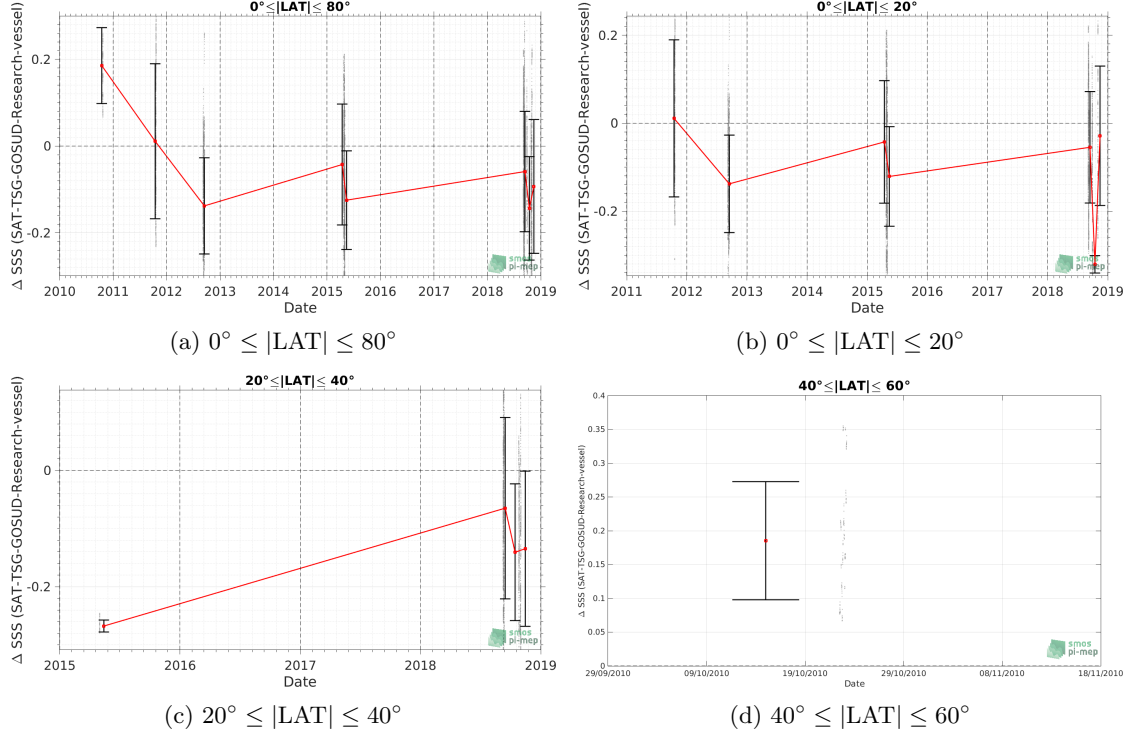 0°≤|LAT|≤ 80°
Δ SSS (SAT-TSG-GOSUD-Research-vessel)
0.2
0
-0.2
smos
pi-mep
2010 2011 2012 2013 2014 2015 2016 2017 2018 2019
Date
(a) 0° ≤ |LAT| ≤ 80°
0°≤|LAT|≤ 20°
Δ SSS (SAT-TSG-GOSUD-Research-vessel)
0.2
0
-0.2
smos
pi-mep
2011 2012 2013 2014 2015 2016 2017 2018 2019
Date
(b) 0° ≤ |LAT| ≤ 20°
20°≤|LAT|≤ 40°
Δ SSS (SAT-TSG-GOSUD-Research-vessel)
0
-0.2
smos
pi-mep
2015 2016 2017 2018 2019
Date
(c) 20° ≤ |LAT| ≤ 40°
40°≤|LAT|≤ 60°
Δ SSS (SAT-TSG-GOSUD-Research-vessel)
0.4
0.35
0.3
0.25
0.2
0.15
0.1
0.05
0
smos
pi-mep
29/09/2010 09/10/2010 19/10/2010 29/10/2010 08/11/2010 18/11/2010
Date
(d) 40° ≤ |LAT| ≤ 60°